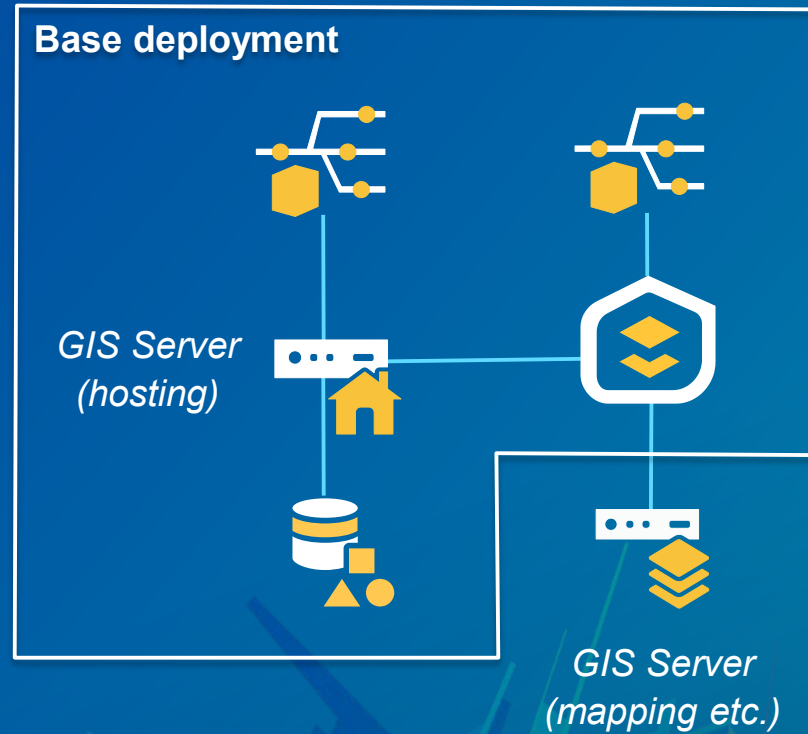 Base deployment
GIS Server
(hosting)
GIS Server
(mapping etc.)